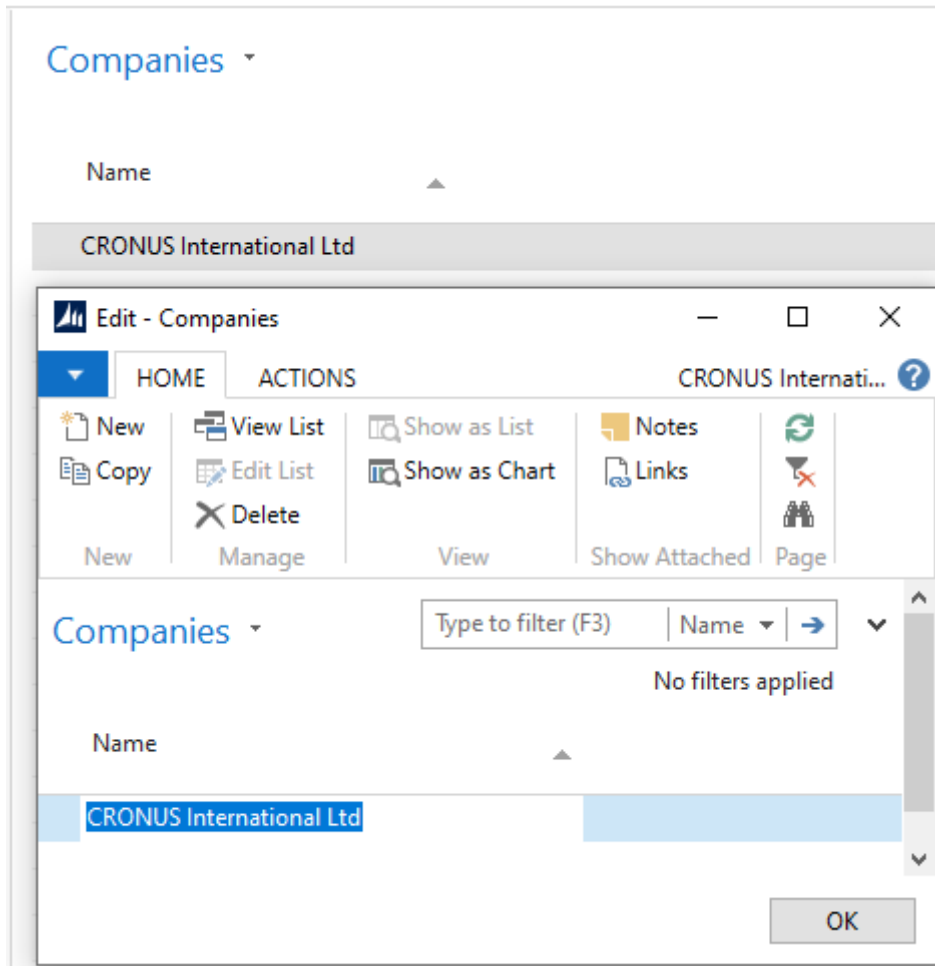 Companies
Name
CRONUS International Ltd
Edit - Companies
HOME ACTIONS CRONUS Internati... ?
New View List Show as List Notes
Copy Edit List Show as Chart Links
Delete
New Manage View Show Attached Page
Companies Type to filter (F3) Name
No filters applied
Name
CRONUS International Ltd
OK